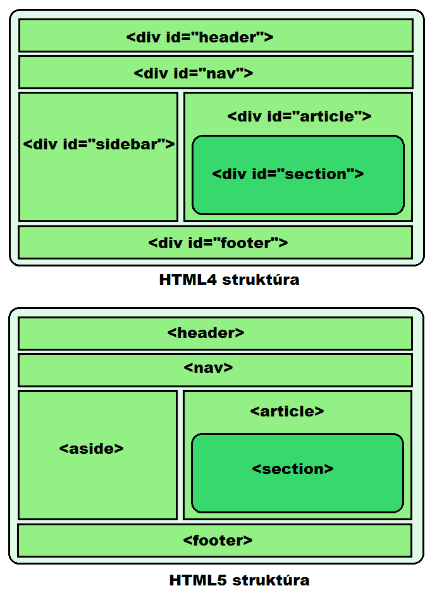 <div id="header">
<div id="nav">
<div id="sidebar">
<div id="article">
<div id="section">
<div id="footer">
HTML4 struktúra
<header>
<nav>
<aside>
<article>
<section>
<footer>
HTML5 struktúra